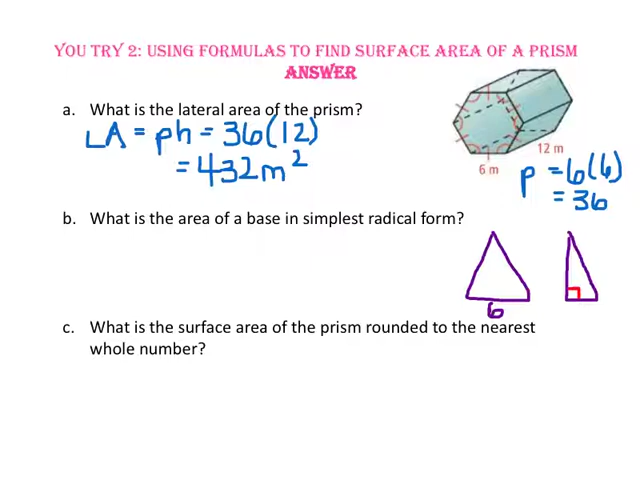 YOU TRY 2: USING FORMULAS TO FIND SURFACE AREA OF A PRISM
ANSWER
a. What is the lateral area of the prism?
LA = ph = 36(12)
= 432m²
12 m
6 m
p = 6(6)
= 36
b. What is the area of a base in simplest radical form?
6
c. What is the surface area of the prism rounded to the nearest
whole number?